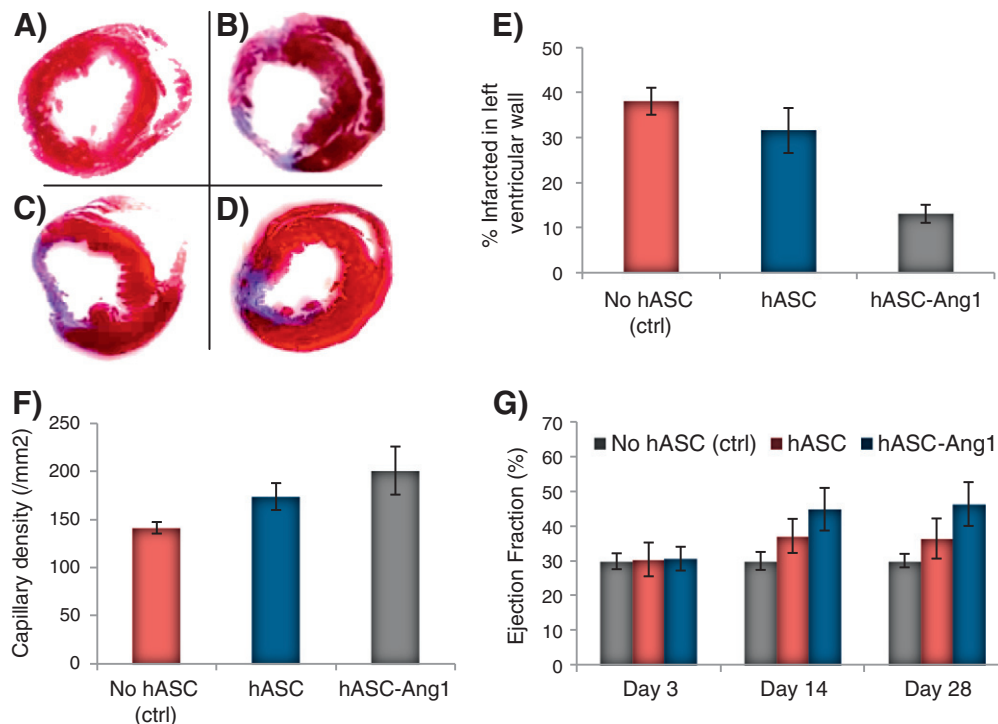 A)
B)
C)
D)
E)
% Infarcted in left
ventricular wall
50
40
30
20
10
0
No hASC
(ctrl)
hASC
hASC-Ang1
F)
Capillary density (/mm2)
250
200
150
100
50
0
No hASC
(ctrl)
hASC
hASC-Ang1
G)
Ejection Fraction (%)
70
60
50
40
30
20
10
0
No hASC (ctrl) hASC hASC-Ang1
Day 3 Day 14 Day 28